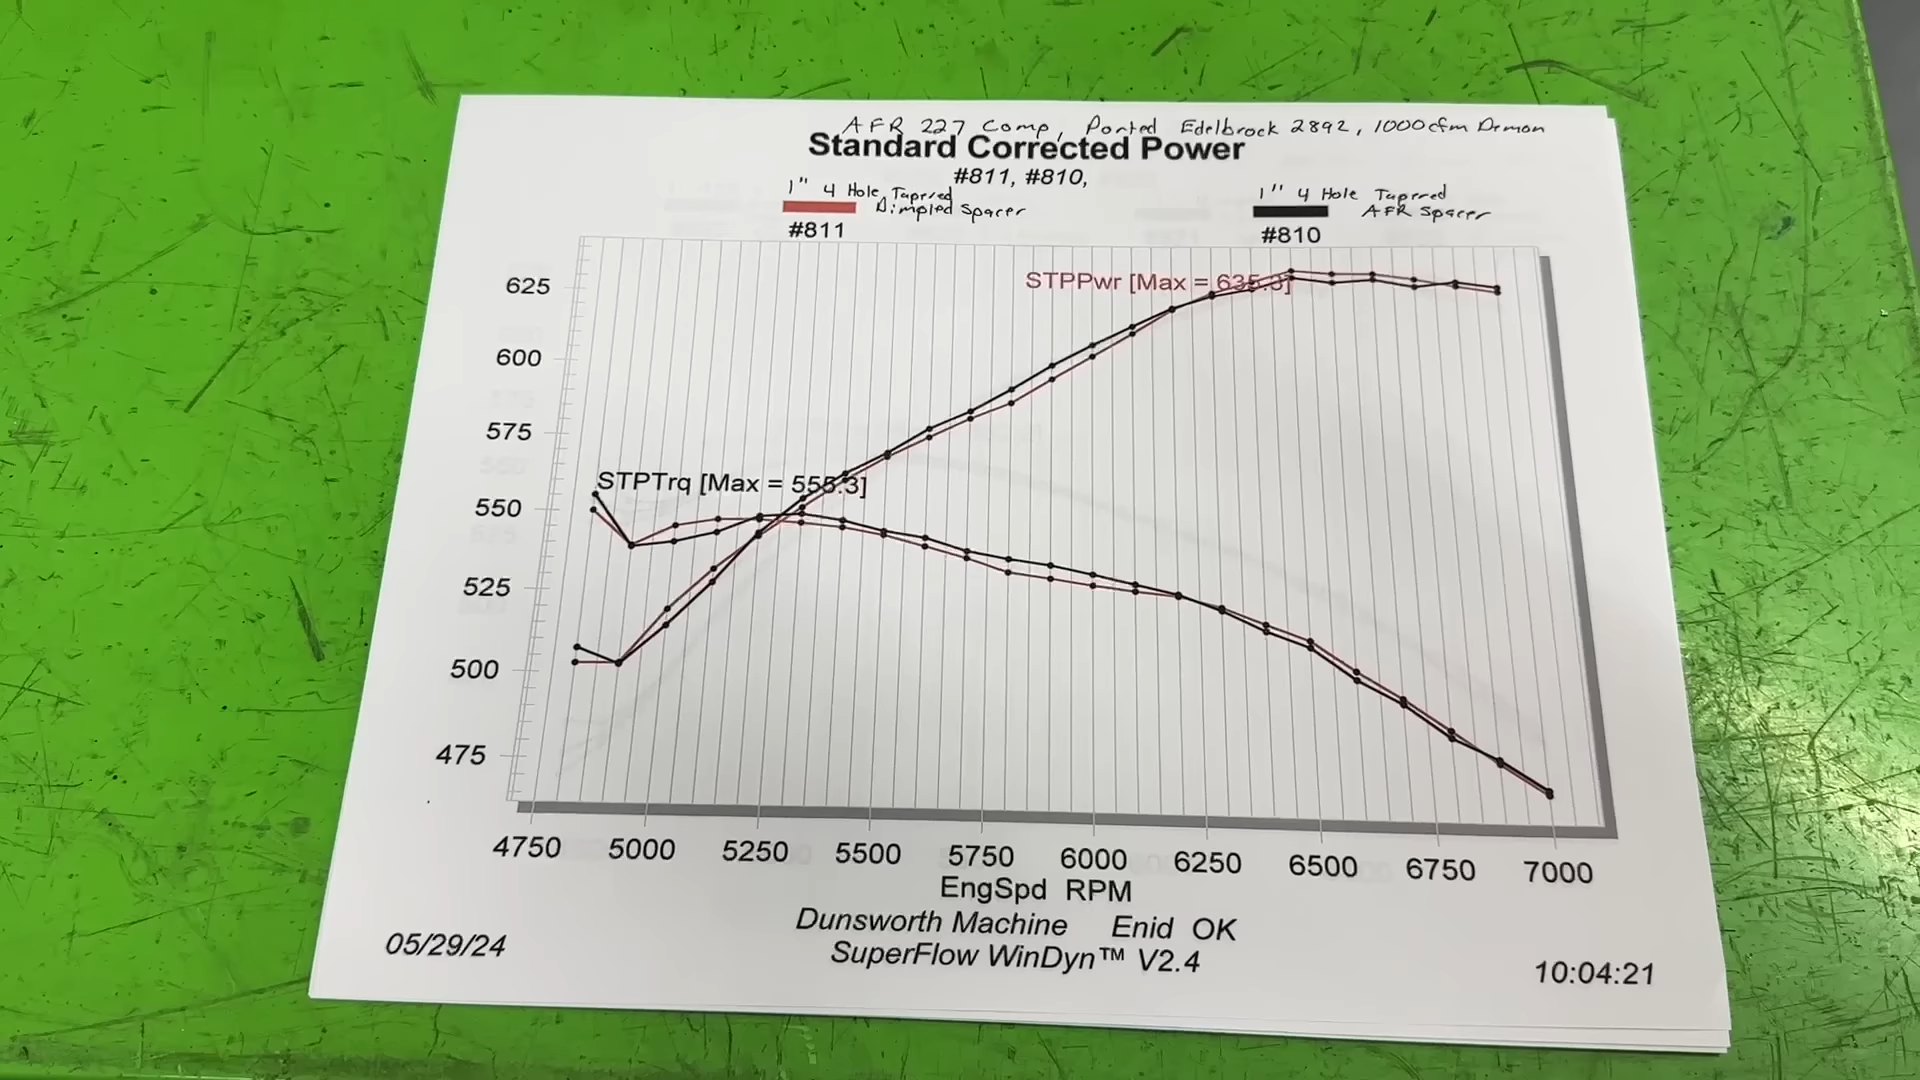 AFR 227 Comp, Ported Edelbrock 2892, 1000cfm Demon
Standard Corrected Power
#811, #810,
1" 4 Hole Tapered
Dimpled Spacer
#811
1" 4 Hole Tapered
AFR Spacer
#810
STPPwr [Max = 635.3]
STPTrq [Max = 555.3]
625
600
575
550
525
500
475
4750 5000 5250 5500 5750 6000 6250 6500 6750 7000
EngSpd RPM
Dunsworth Machine Enid OK
SuperFlow WinDyn™ V2.4
05/29/24
10:04:21